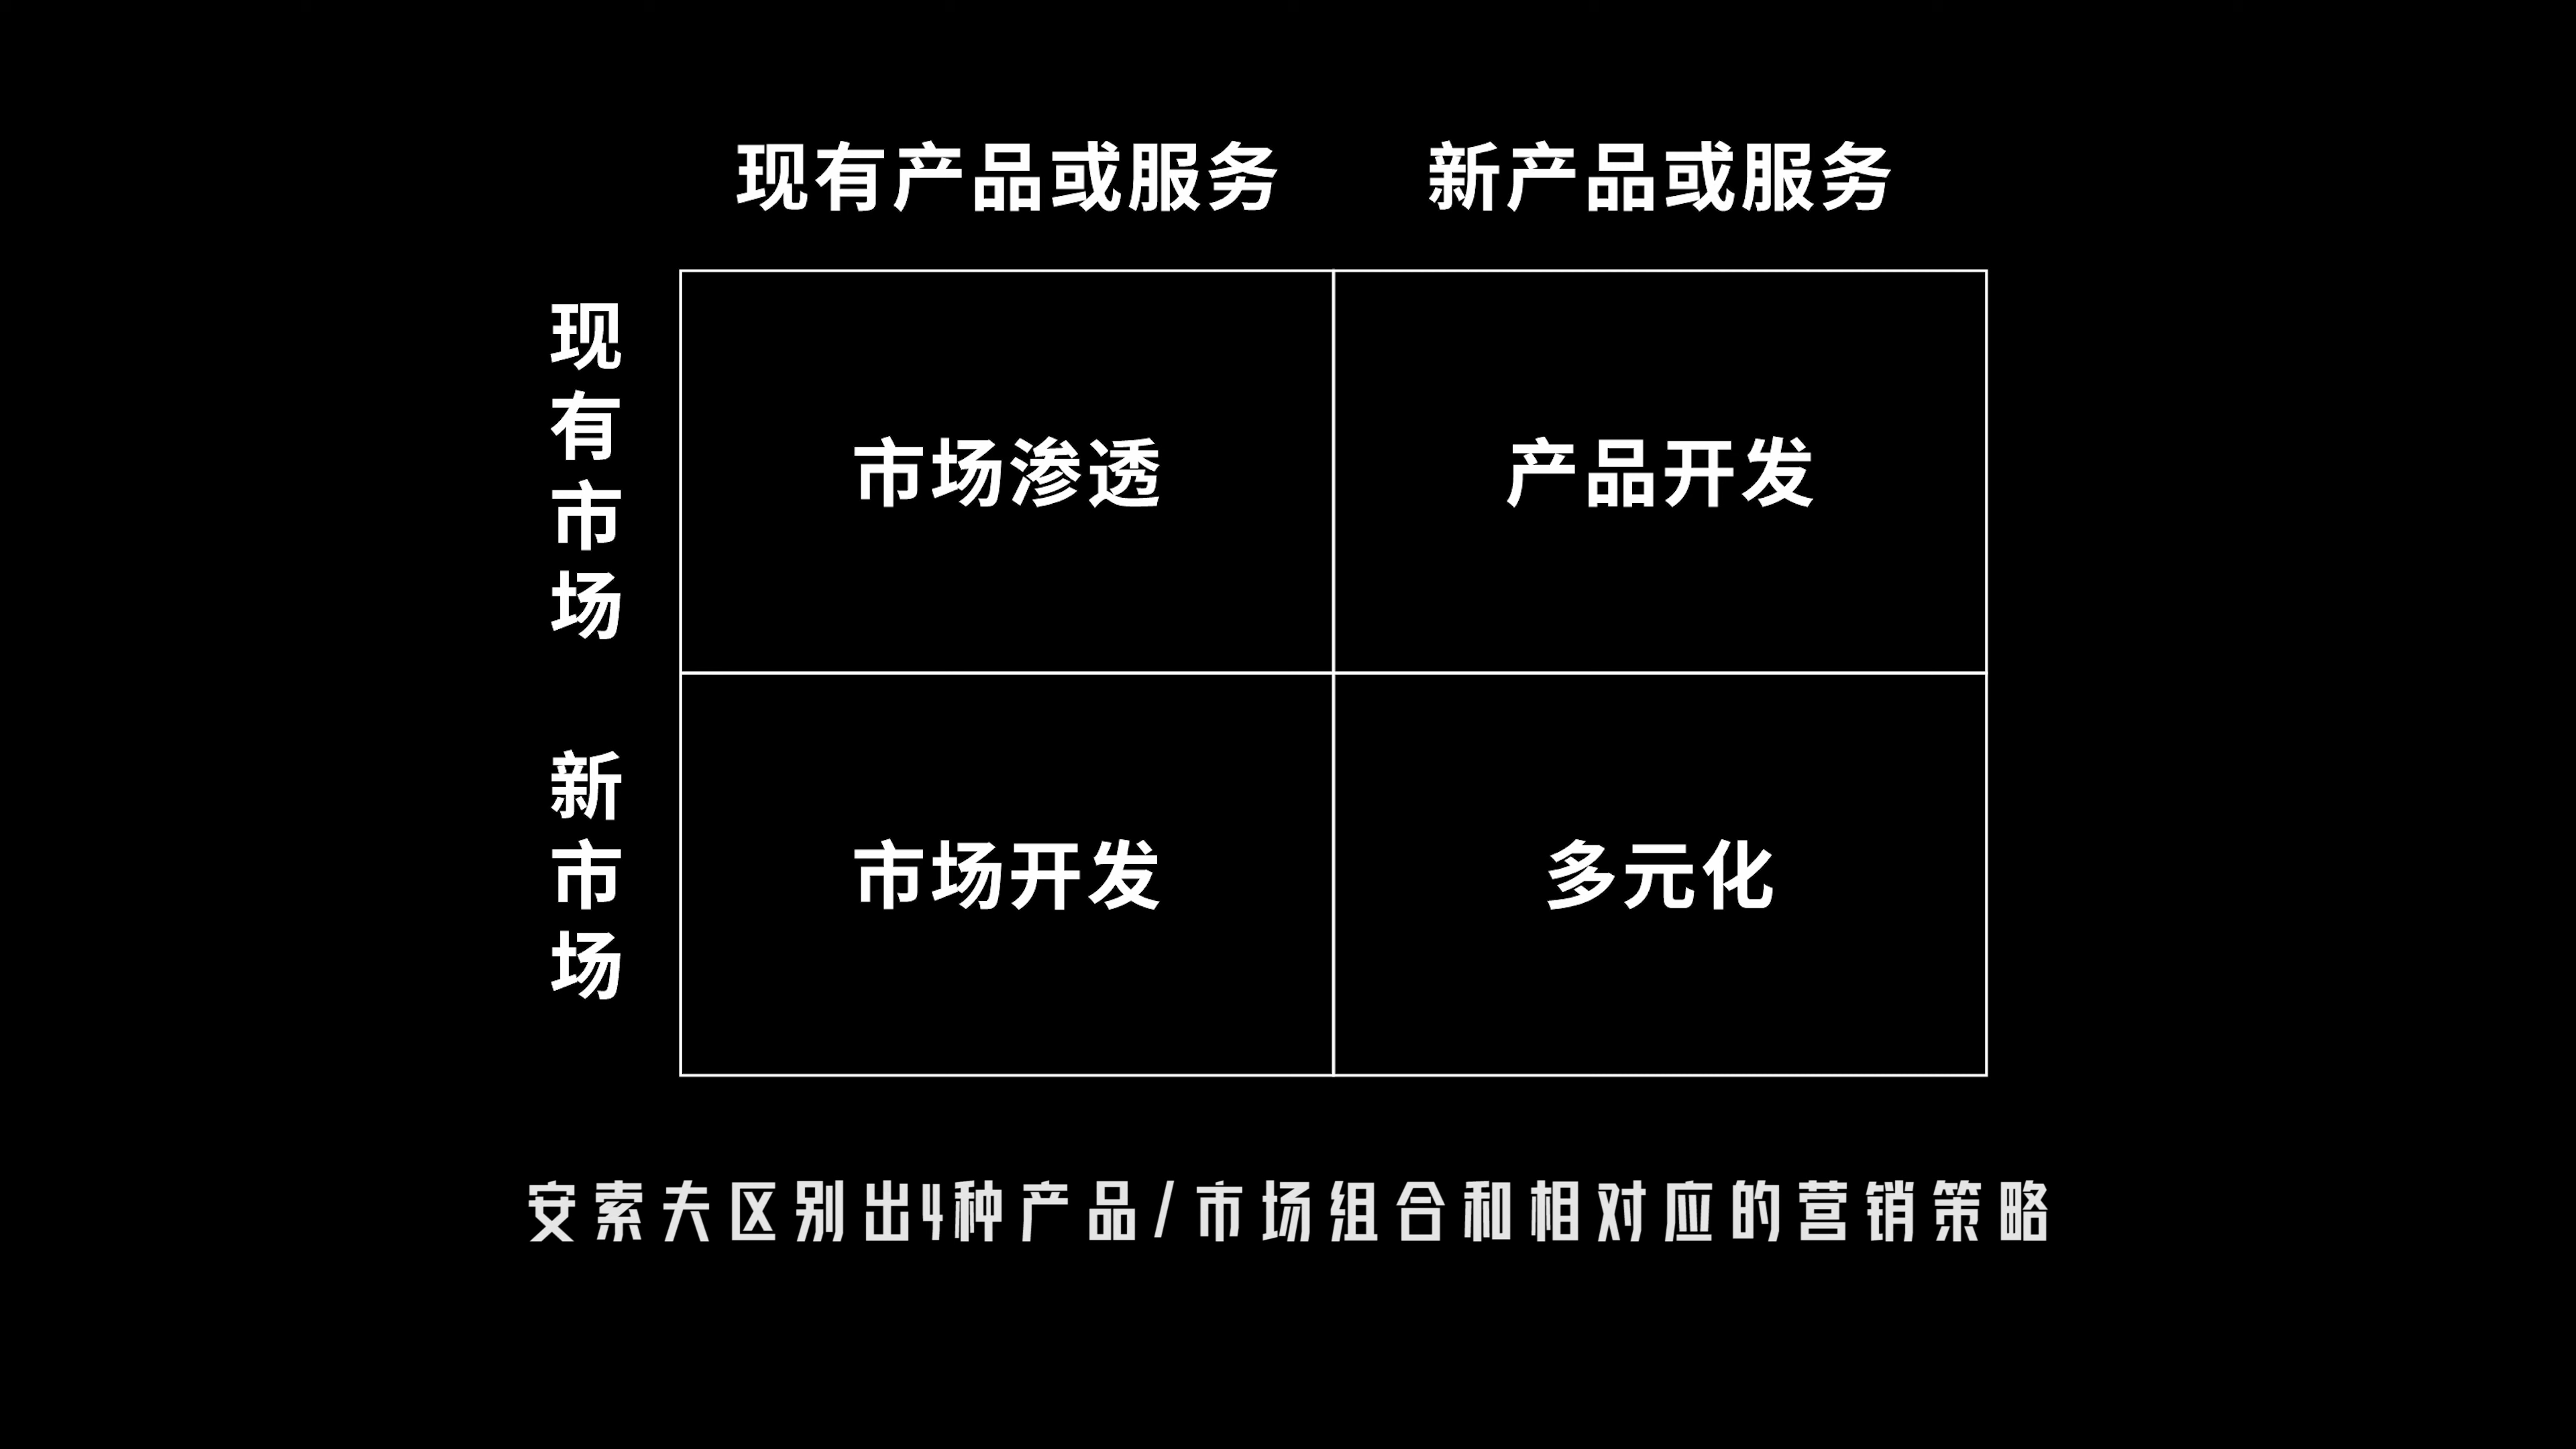 现有产品或服务 新产品或服务
现有市场
市场渗透 产品开发
新市场
市场开发 多元化
安索夫区别出4种产品/市场组合和相对应的营销策略